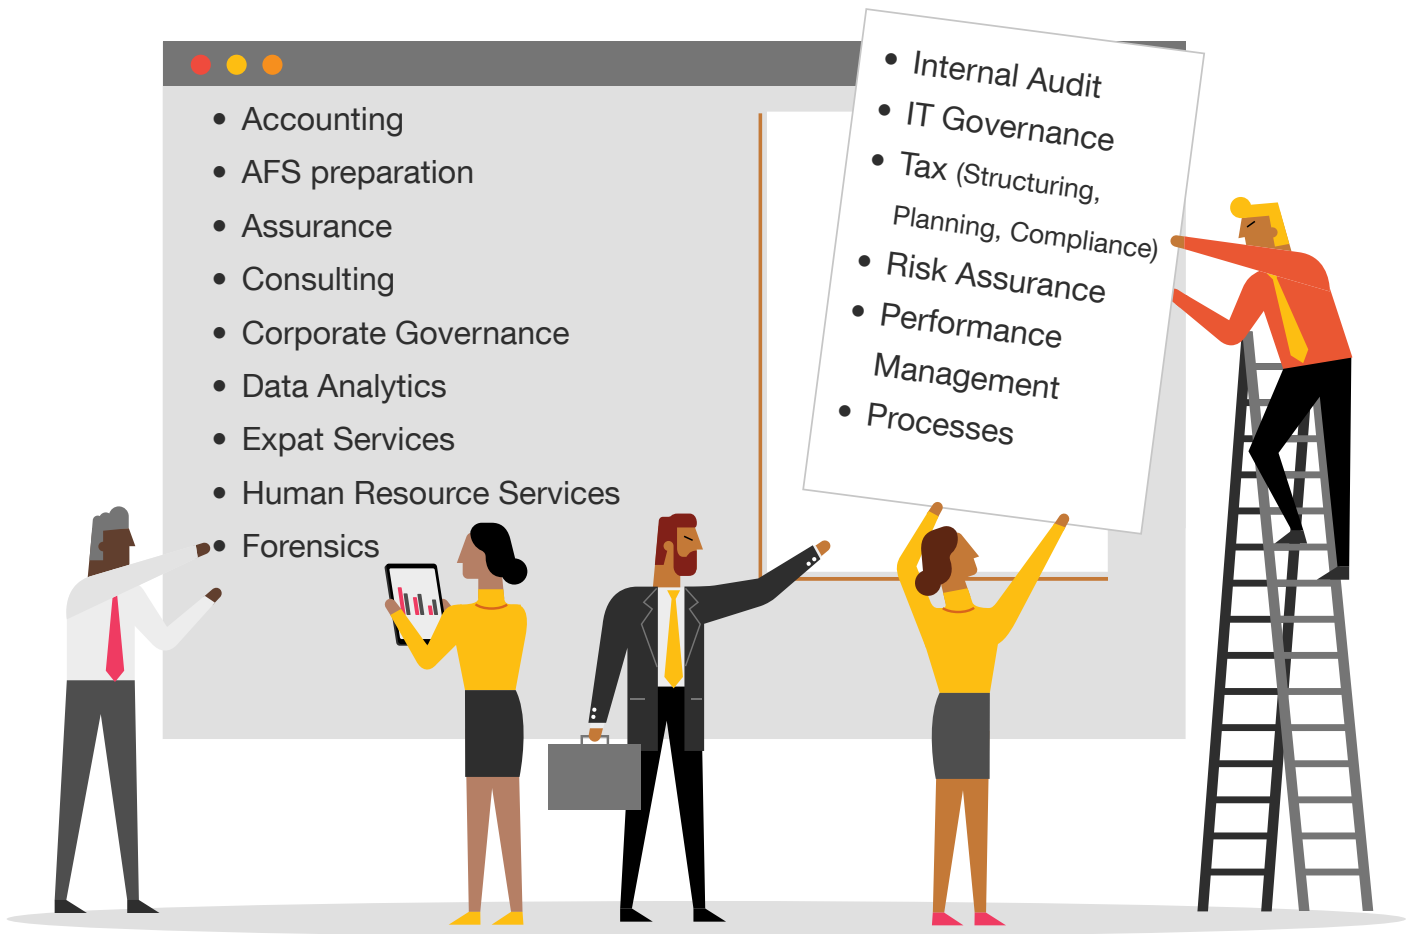 • Accounting
• AFS preparation
• Assurance
• Consulting
• Corporate Governance
• Data Analytics
• Expat Services
• Human Resource Services
• Forensics
• Internal Audit
• IT Governance
• Tax (Structuring,
Planning, Compliance)
• Risk Assurance
• Performance
Management
• Processes